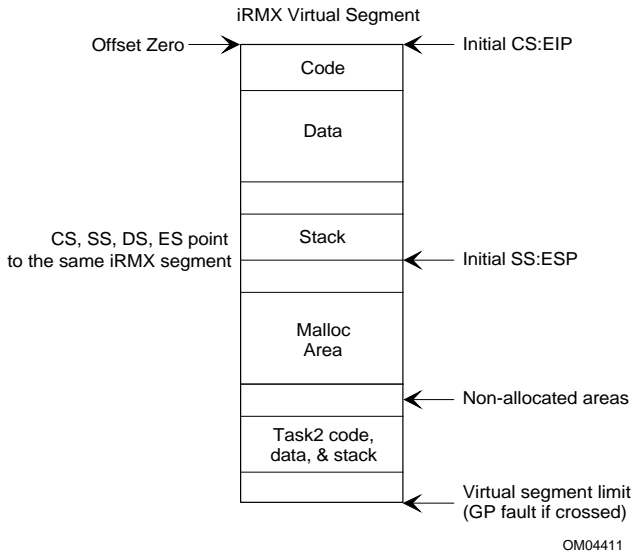 iRMX Virtual Segment
Offset Zero
Initial CS:EIP
Code
Data
CS, SS, DS, ES point
to the same iRMX segment
Stack
Initial SS:ESP
Malloc
Area
Non-allocated areas
Task2 code,
data, & stack
Virtual segment limit
(GP fault if crossed)
OM04411